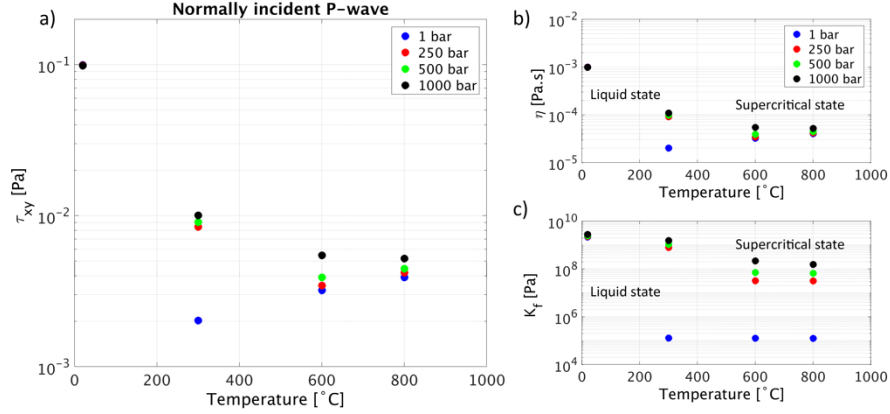 a)
Normally incident P-wave
1 bar
250 bar
500 bar
1000 bar
10^-1
10^-2
10^-3
τ_xy [Pa]
0 200 400 600 800 1000
Temperature [˚C]
b)
10^-2
10^-3
10^-4
10^-5
η [Pa.s]
1 bar
250 bar
500 bar
1000 bar
Liquid state
Supercritical state
0 200 400 600 800 1000
Temperature [˚C]
c)
10^10
10^8
10^6
10^4
K_f [Pa]
Supercritical state
Liquid state
0 200 400 600 800 1000
Temperature [˚C]